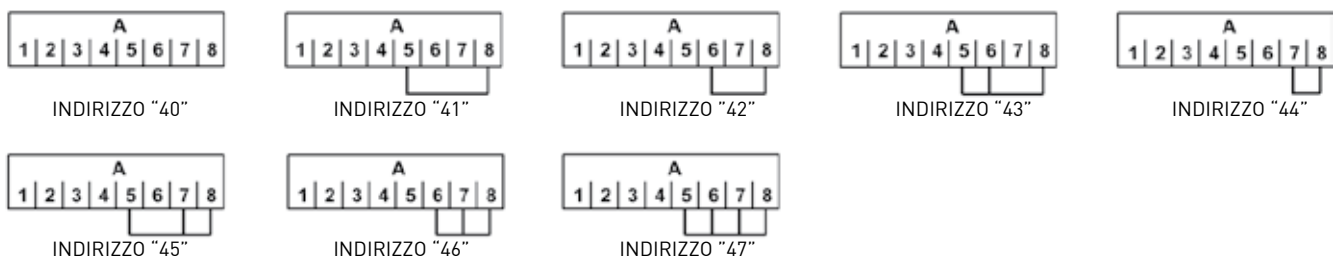 A A A A A
1 2 3 4 5 6 7 8 1 2 3 4 5 6 7 8 1 2 3 4 5 6 7 8 1 2 3 4 5 6 7 8 1 2 3 4 5 6 7 8
INDIRIZZO “40” INDIRIZZO “41” INDIRIZZO “42” INDIRIZZO “43” INDIRIZZO “44”
A A A
1 2 3 4 5 6 7 8 1 2 3 4 5 6 7 8 1 2 3 4 5 6 7 8
INDIRIZZO “45” INDIRIZZO “46” INDIRIZZO ”47”